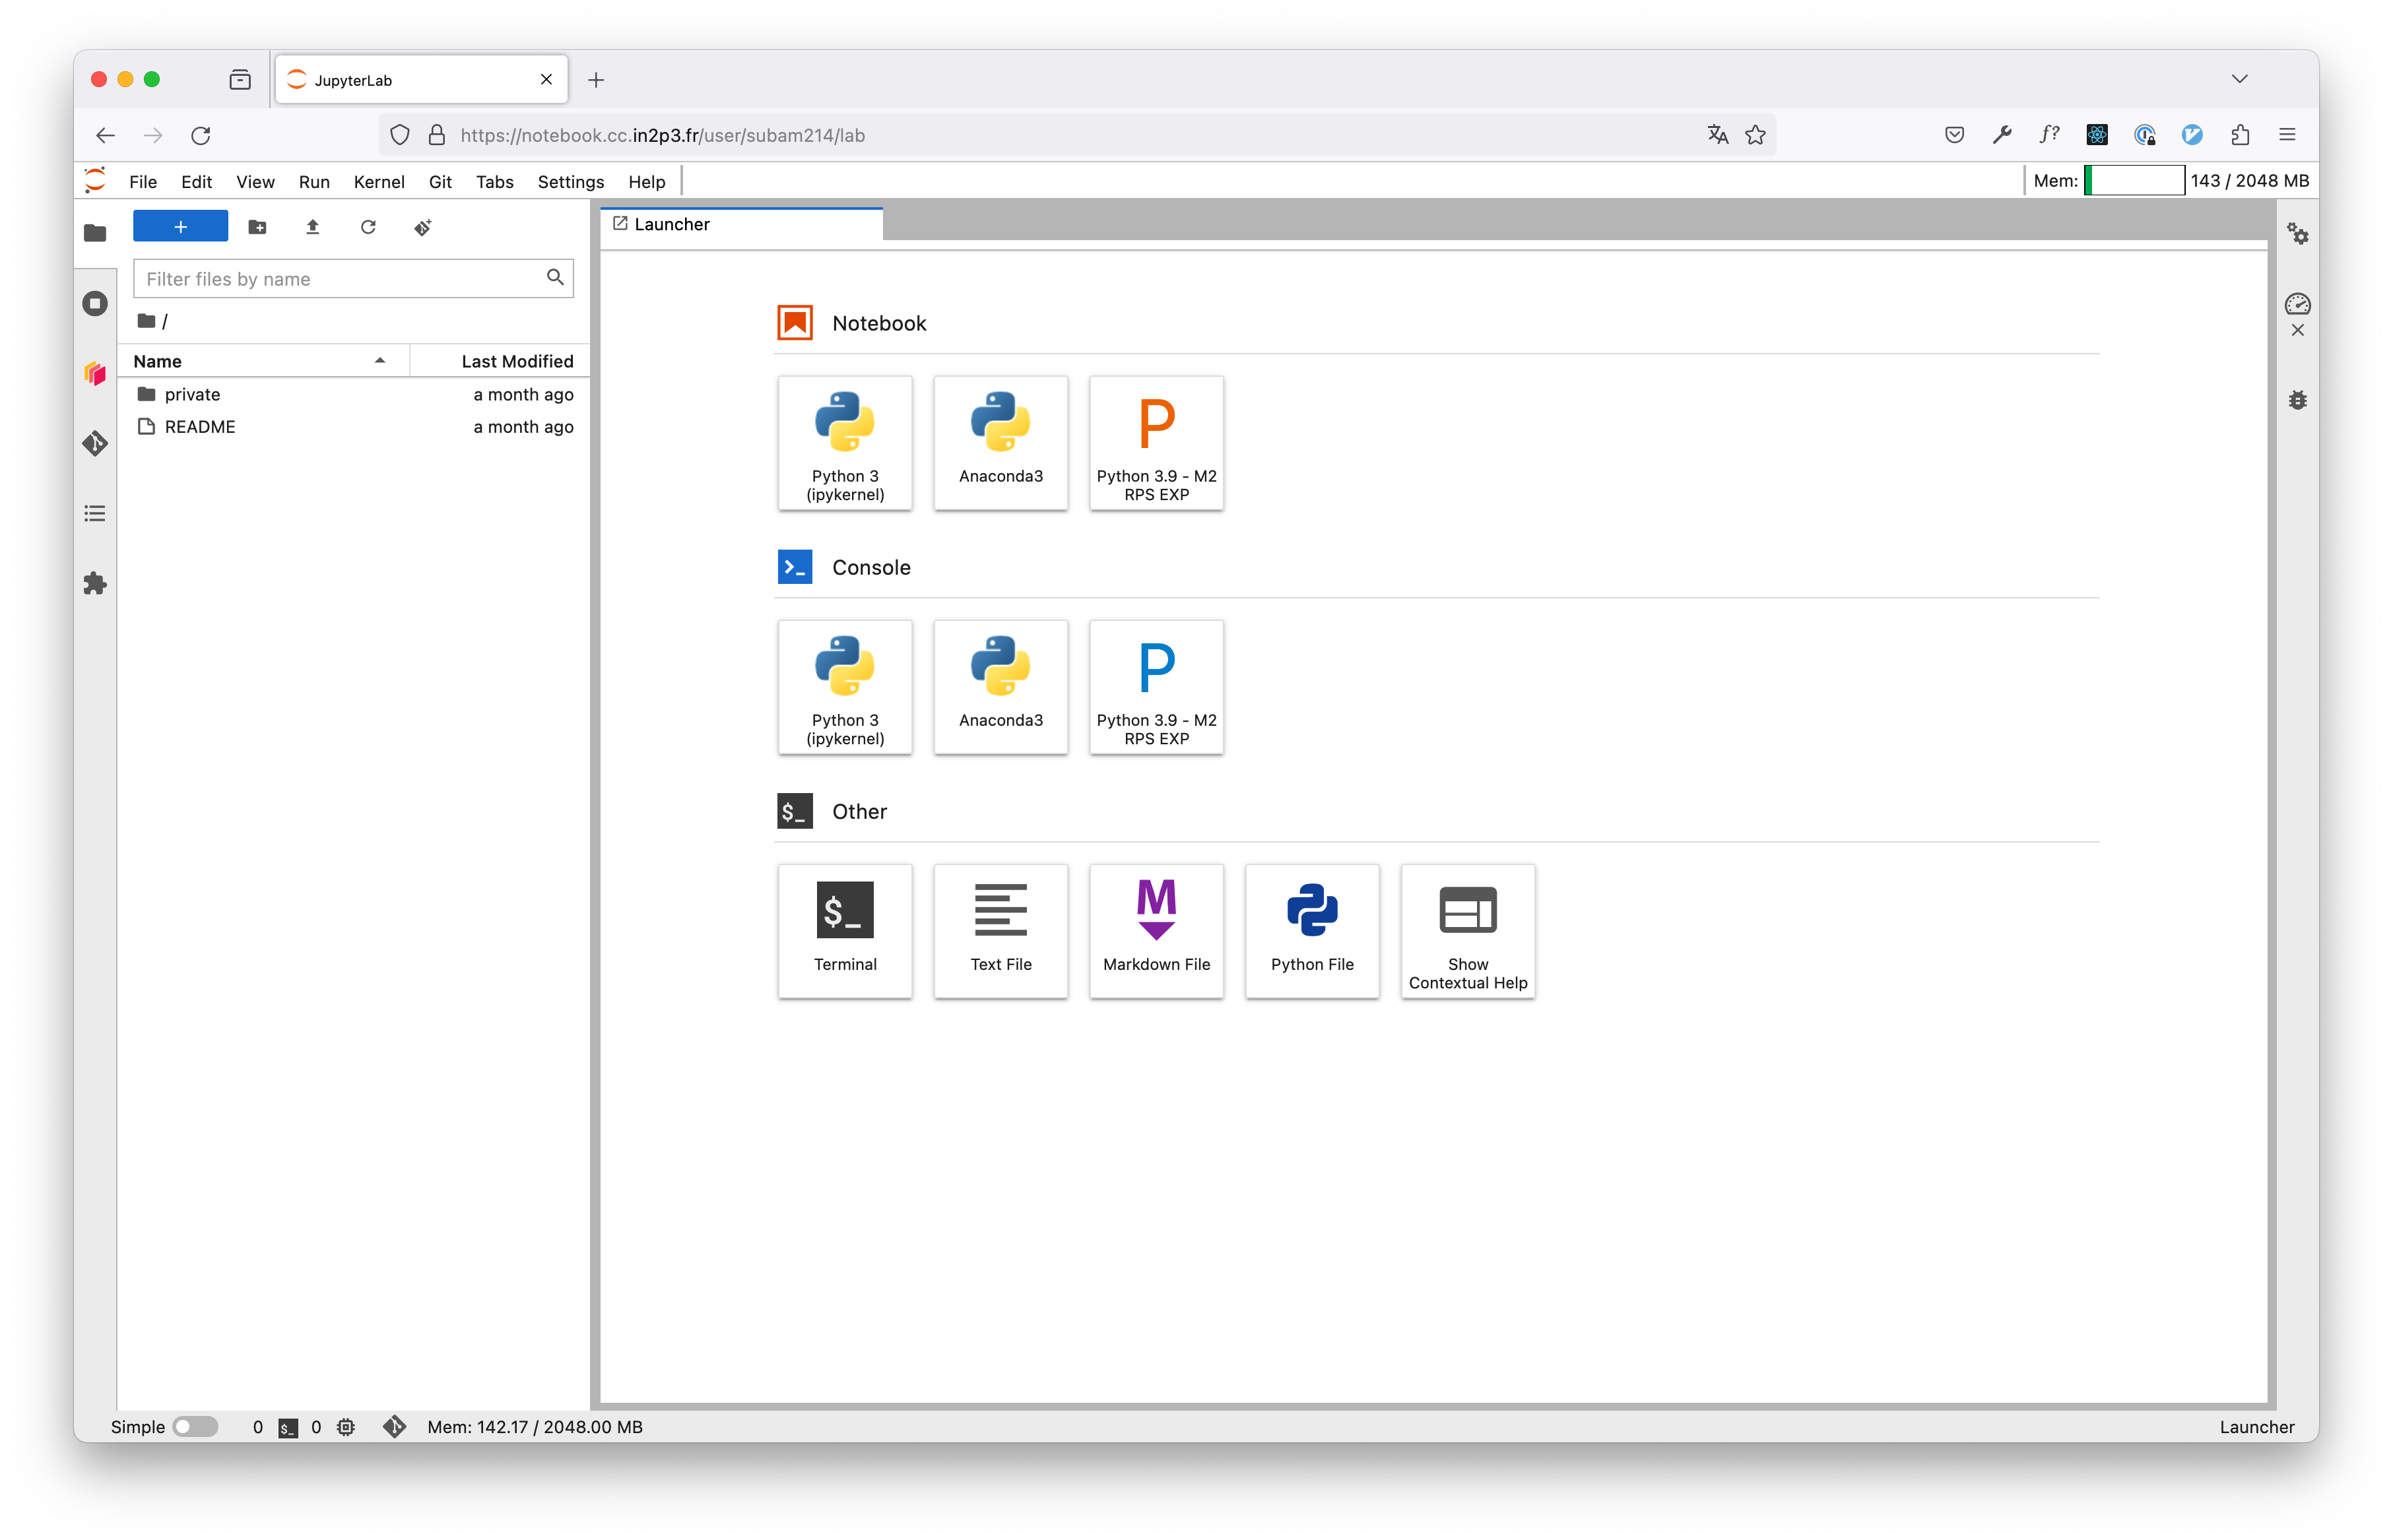 JupyterLab
https://notebook.cc.in2p3.fr/user/subam214/lab
f?
File Edit View Run Kernel Git Tabs Settings Help
Mem: 143 / 2048 MB
Launcher
Filter files by name
/
Name Last Modified
private a month ago
README a month ago
Notebook
Python 3
(ipykernel)
Anaconda3
P
Python 3.9 - M2
RPS EXP
>_ Console
Python 3
(ipykernel)
Anaconda3
P
Python 3.9 - M2
RPS EXP
$_ Other
$_
Terminal
Text File
M
Markdown File
Python File
Show
Contextual Help
Simple 0 $_ 0 Mem: 142.17 / 2048.00 MB Launcher